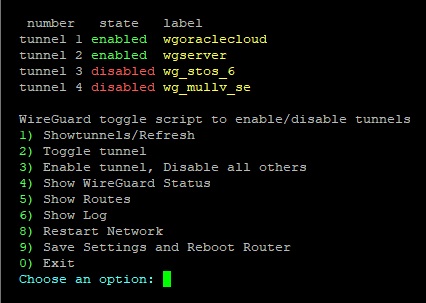 number state label
tunnel 1 enabled wgoraclecloud
tunnel 2 enabled wgserver
tunnel 3 disabled wg_stos_6
tunnel 4 disabled wg_mullv_se
WireGuard toggle script to enable/disable tunnels
1) Showtunnels/Refresh
2) Toggle tunnel
3) Enable tunnel, Disable all others
4) Show WireGuard Status
5) Show Routes
6) Show Log
8) Restart Network
9) Save Settings and Reboot Router
0) Exit
Choose an option: